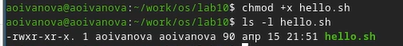 aoivanova@aoivanova:~/work/os/lab10$ chmod +x hello.sh
aoivanova@aoivanova:~/work/os/lab10$ ls -l hello.sh
-rwxr-xr-x. 1 aoivanova aoivanova 90 апр 15 21:51 hello.sh